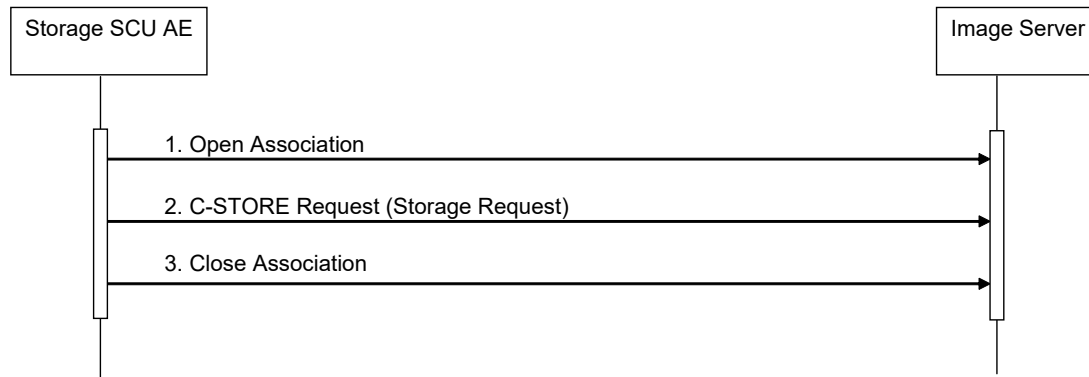 Storage SCU AE
Image Server
1. Open Association
2. C-STORE Request (Storage Request)
3. Close Association